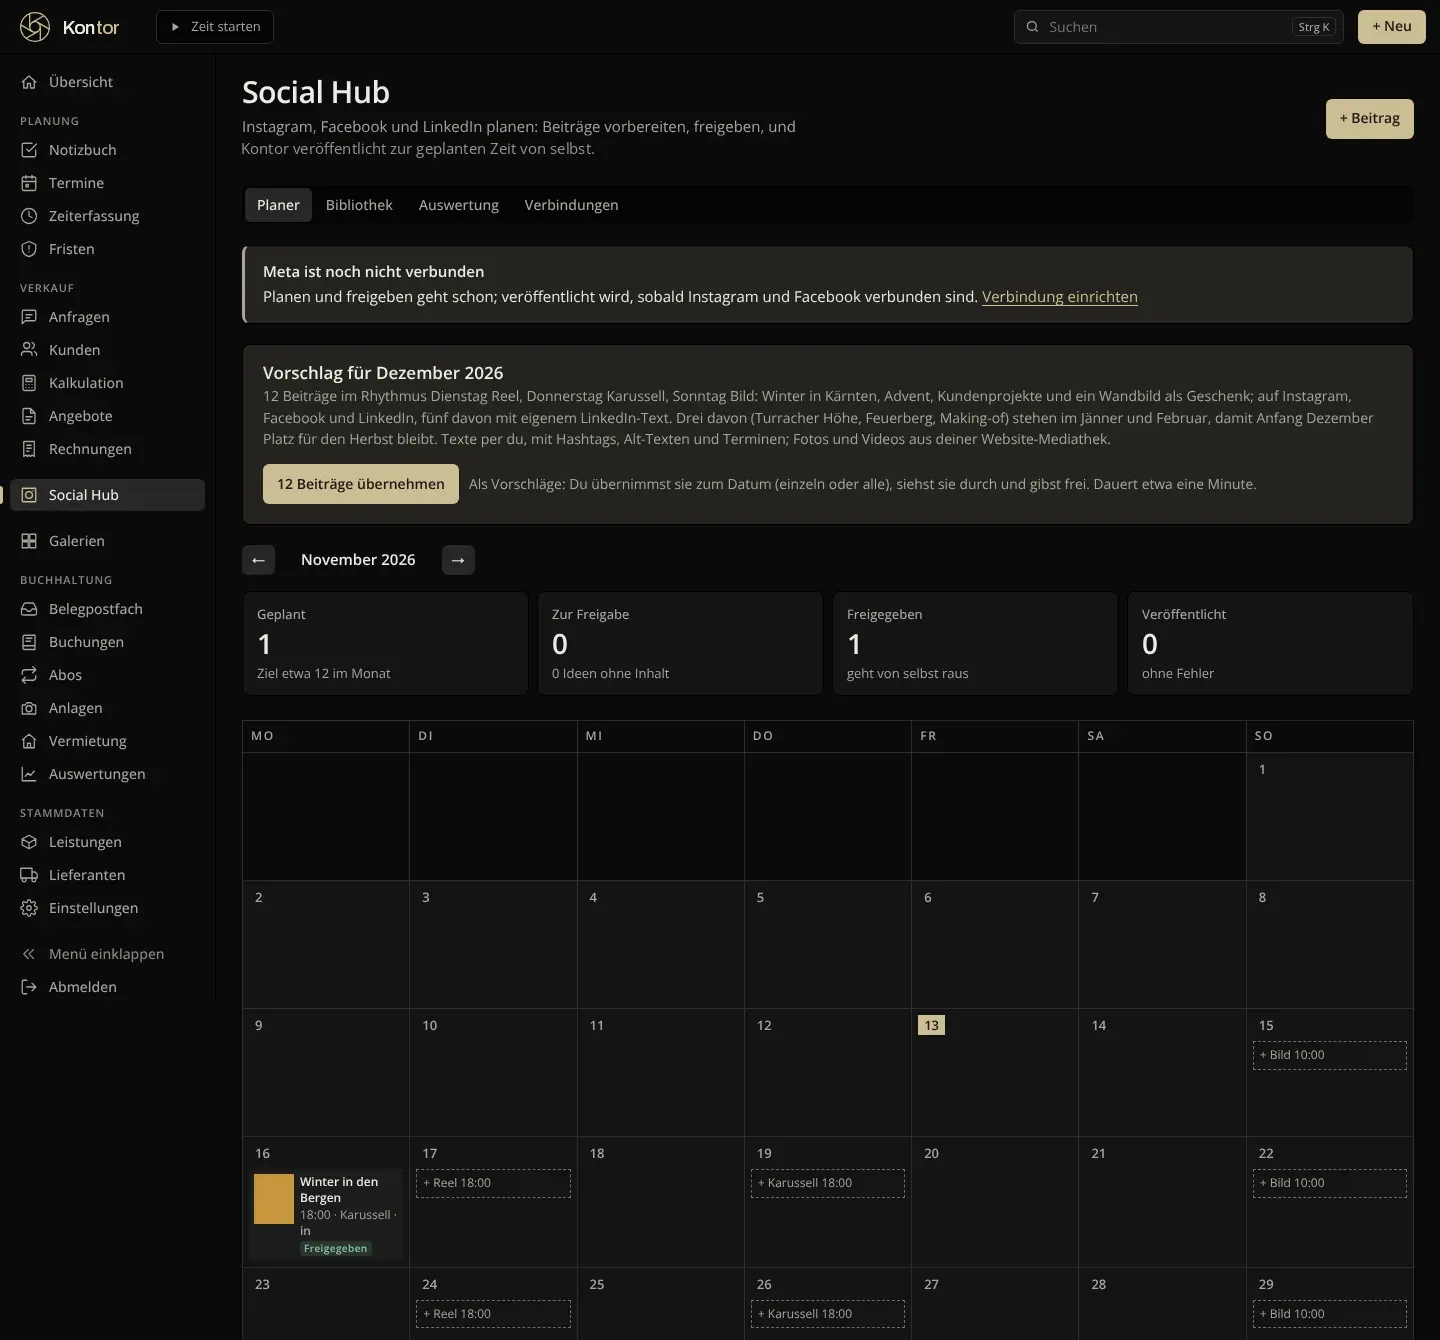 Kontor
Zeit starten
Suchen
Strg K
+ Neu
Übersicht
PLANUNG
Notizbuch
Termine
Zeiterfassung
Fristen
VERKAUF
Anfragen
Kunden
Kalkulation
Angebote
Rechnungen
Social Hub
Galerien
BUCHHALTUNG
Belegpostfach
Buchungen
Abos
Anlagen
Vermietung
Auswertungen
STAMMDATEN
Leistungen
Lieferanten
Einstellungen
Menü einklappen
Abmelden
Social Hub
Instagram, Facebook und LinkedIn planen: Beiträge vorbereiten, freigeben, und
Kontor veröffentlicht zur geplanten Zeit von selbst.
+ Beitrag
Planer
Bibliothek
Auswertung
Verbindungen
Meta ist noch nicht verbunden
Planen und freigeben geht schon; veröffentlicht wird, sobald Instagram und Facebook verbunden sind. Verbindung einrichten
Vorschlag für Dezember 2026
12 Beiträge im Rhythmus Dienstag Reel, Donnerstag Karussell, Sonntag Bild: Winter in Kärnten, Advent, Kundenprojekte und ein Wandbild als Geschenk; auf Instagram,
Facebook und LinkedIn, fünf davon mit eigenem LinkedIn-Text. Drei davon (Turracher Höhe, Feuerberg, Making-of) stehen im Jänner und Februar, damit Anfang Dezember
Platz für den Herbst bleibt. Texte per du, mit Hashtags, Alt-Texten und Terminen; Fotos und Videos aus deiner Website-Mediathek.
12 Beiträge übernehmen
Als Vorschläge: Du übernimmst sie zum Datum (einzeln oder alle), siehst sie durch und gibst frei. Dauert etwa eine Minute.
←
November 2026
→
Geplant
1
Ziel etwa 12 im Monat
Zur Freigabe
0
0 Ideen ohne Inhalt
Freigegeben
1
geht von selbst raus
Veröffentlicht
0
ohne Fehler
MO
DI
MI
DO
FR
SA
SO
1
2
3
4
5
6
7
8
9
10
11
12
13
14
15
+ Bild 10:00
16
Winter in den
Bergen
18:00 · Karussell ·
in
Freigegeben
17
+ Reel 18:00
18
19
+ Karussell 18:00
20
21
22
+ Bild 10:00
23
24
+ Reel 18:00
25
26
+ Karussell 18:00
27
28
29
+ Bild 10:00